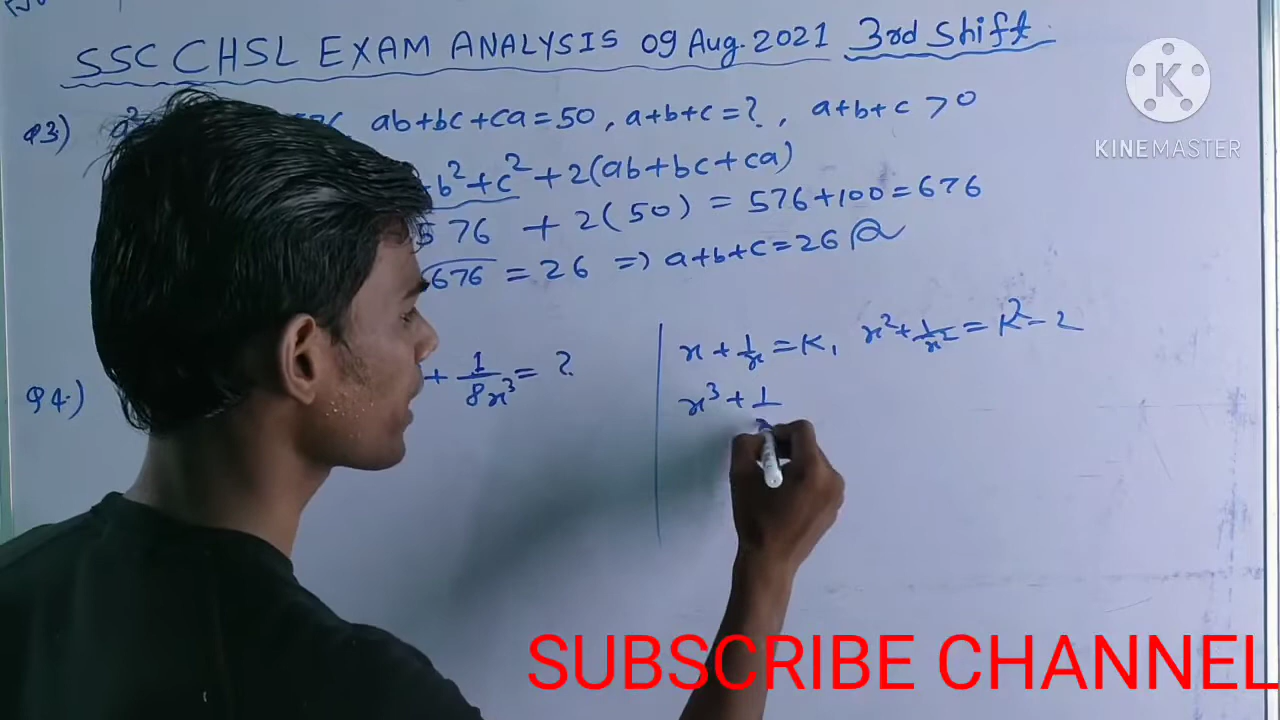 SSC CHSL EXAM ANALYSIS 09 Aug. 2021 3rd Shift
K
KINEMASTER
Q3) a² ab+bc+ca=50, a+b+c=?, a+b+c >0
+b²+c²+2(ab+bc+ca)
576 + 2(50) = 576+100=676
√676 = 26 => a+b+c=26
Q4.) + 1/8x³ = ?
x + 1/x = K, x² + 1/x² = K²-2
x³ + 1
SUBSCRIBE CHANNEL